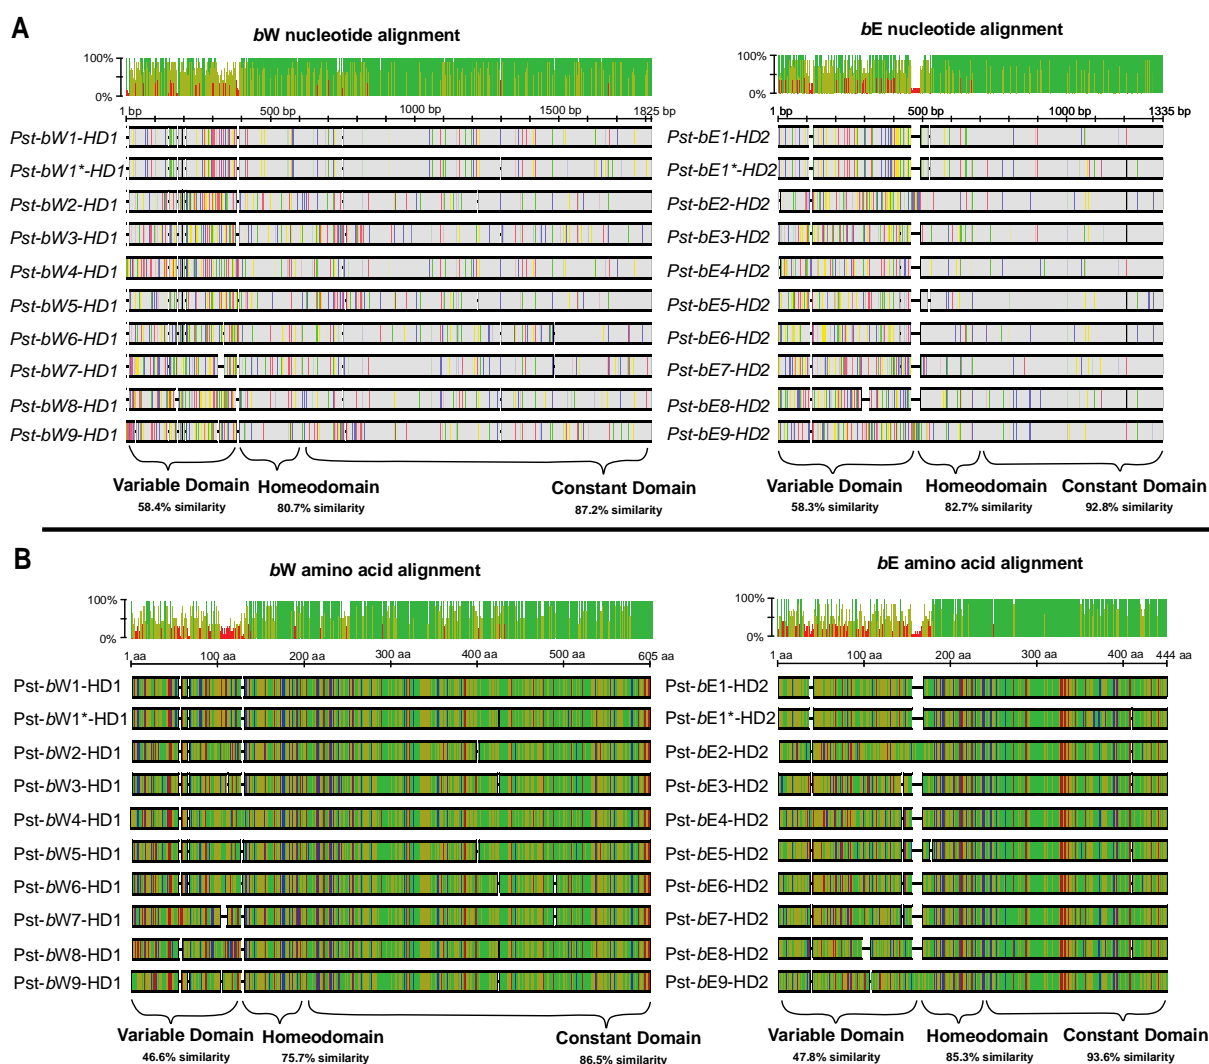 A
bW nucleotide alignment
100%
0%
1 bp 500 bp 1000 bp 1500 bp 1825 bp
Pst-bW1-HD1
Pst-bW1*-HD1
Pst-bW2-HD1
Pst-bW3-HD1
Pst-bW4-HD1
Pst-bW5-HD1
Pst-bW6-HD1
Pst-bW7-HD1
Pst-bW8-HD1
Pst-bW9-HD1
Variable Domain Homeodomain Constant Domain
58.4% similarity 80.7% similarity 87.2% similarity
bE nucleotide alignment
100%
0%
1 bp 500 bp 1000 bp 1335 bp
Pst-bE1-HD2
Pst-bE1*-HD2
Pst-bE2-HD2
Pst-bE3-HD2
Pst-bE4-HD2
Pst-bE5-HD2
Pst-bE6-HD2
Pst-bE7-HD2
Pst-bE8-HD2
Pst-bE9-HD2
Variable Domain Homeodomain Constant Domain
58.3% similarity 82.7% similarity 92.8% similarity
B
bW amino acid alignment
100%
0%
1 aa 100 aa 200 aa 300 aa 400 aa 500 aa 605 aa
Pst-bW1-HD1
Pst-bW1*-HD1
Pst-bW2-HD1
Pst-bW3-HD1
Pst-bW4-HD1
Pst-bW5-HD1
Pst-bW6-HD1
Pst-bW7-HD1
Pst-bW8-HD1
Pst-bW9-HD1
Variable Domain Homeodomain Constant Domain
46.6% similarity 75.7% similarity 86.5% similarity
bE amino acid alignment
100%
0%
1 aa 100 aa 200 aa 300 aa 400 aa 444 aa
Pst-bE1-HD2
Pst-bE1*-HD2
Pst-bE2-HD2
Pst-bE3-HD2
Pst-bE4-HD2
Pst-bE5-HD2
Pst-bE6-HD2
Pst-bE7-HD2
Pst-bE8-HD2
Pst-bE9-HD2
Variable Domain Homeodomain Constant Domain
47.8% similarity 85.3% similarity 93.6% similarity